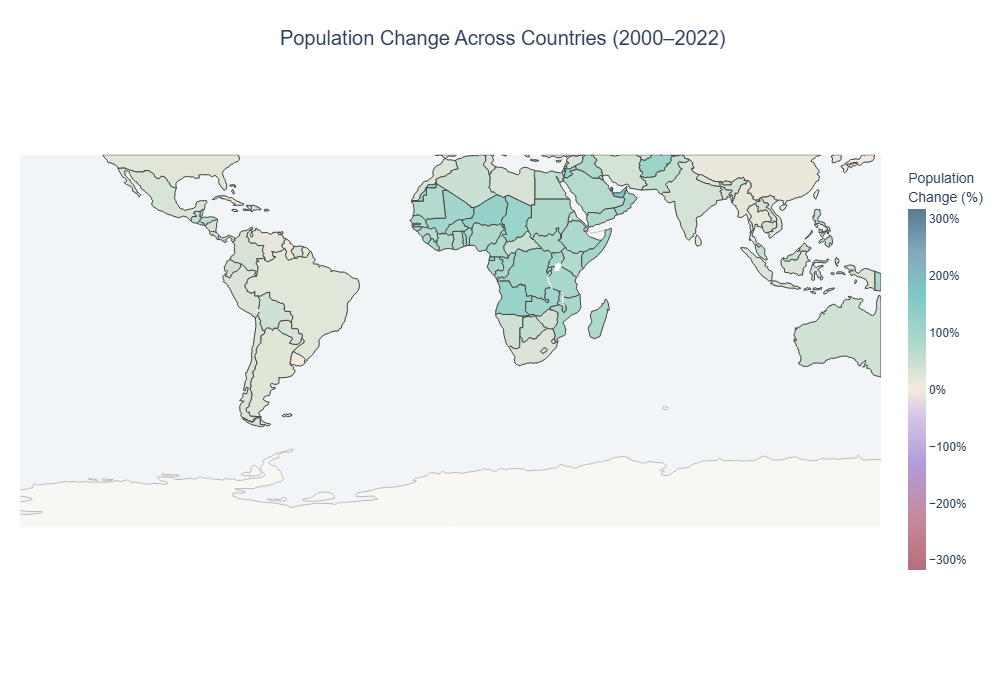 Population Change Across Countries (2000–2022)
Population
Change (%)
300%
200%
100%
0%
−100%
−200%
−300%